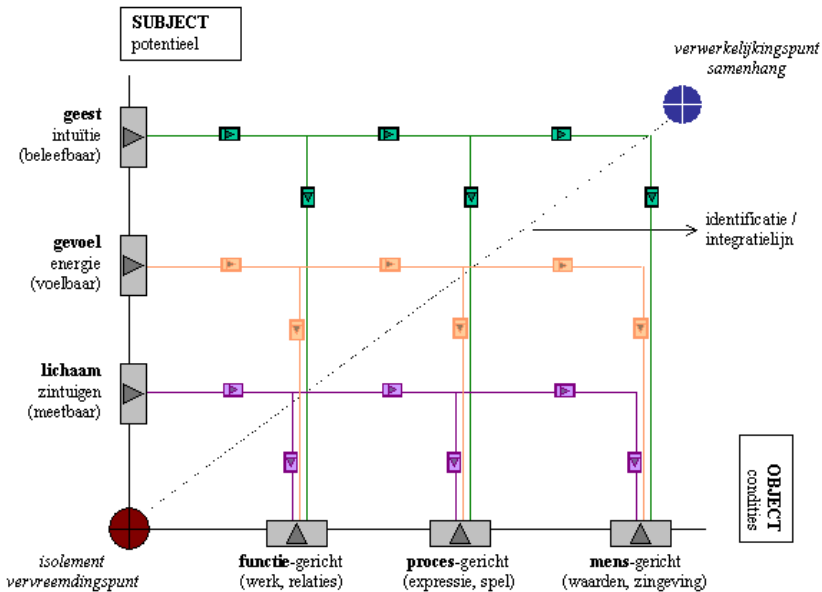 SUBJECT
potentieel
verwerkelijkingspunt
samenhang
geest
intuïtie
(beleefbaar)
identificatie /
integratielijn
gevoel
energie
(voelbaar)
lichaam
zintuigen
(meetbaar)
OBJECT
condities
isolement
vervreemdingspunt
functie-gericht
(werk, relaties)
proces-gericht
(expressie, spel)
mens-gericht
(waarden, zingeving)